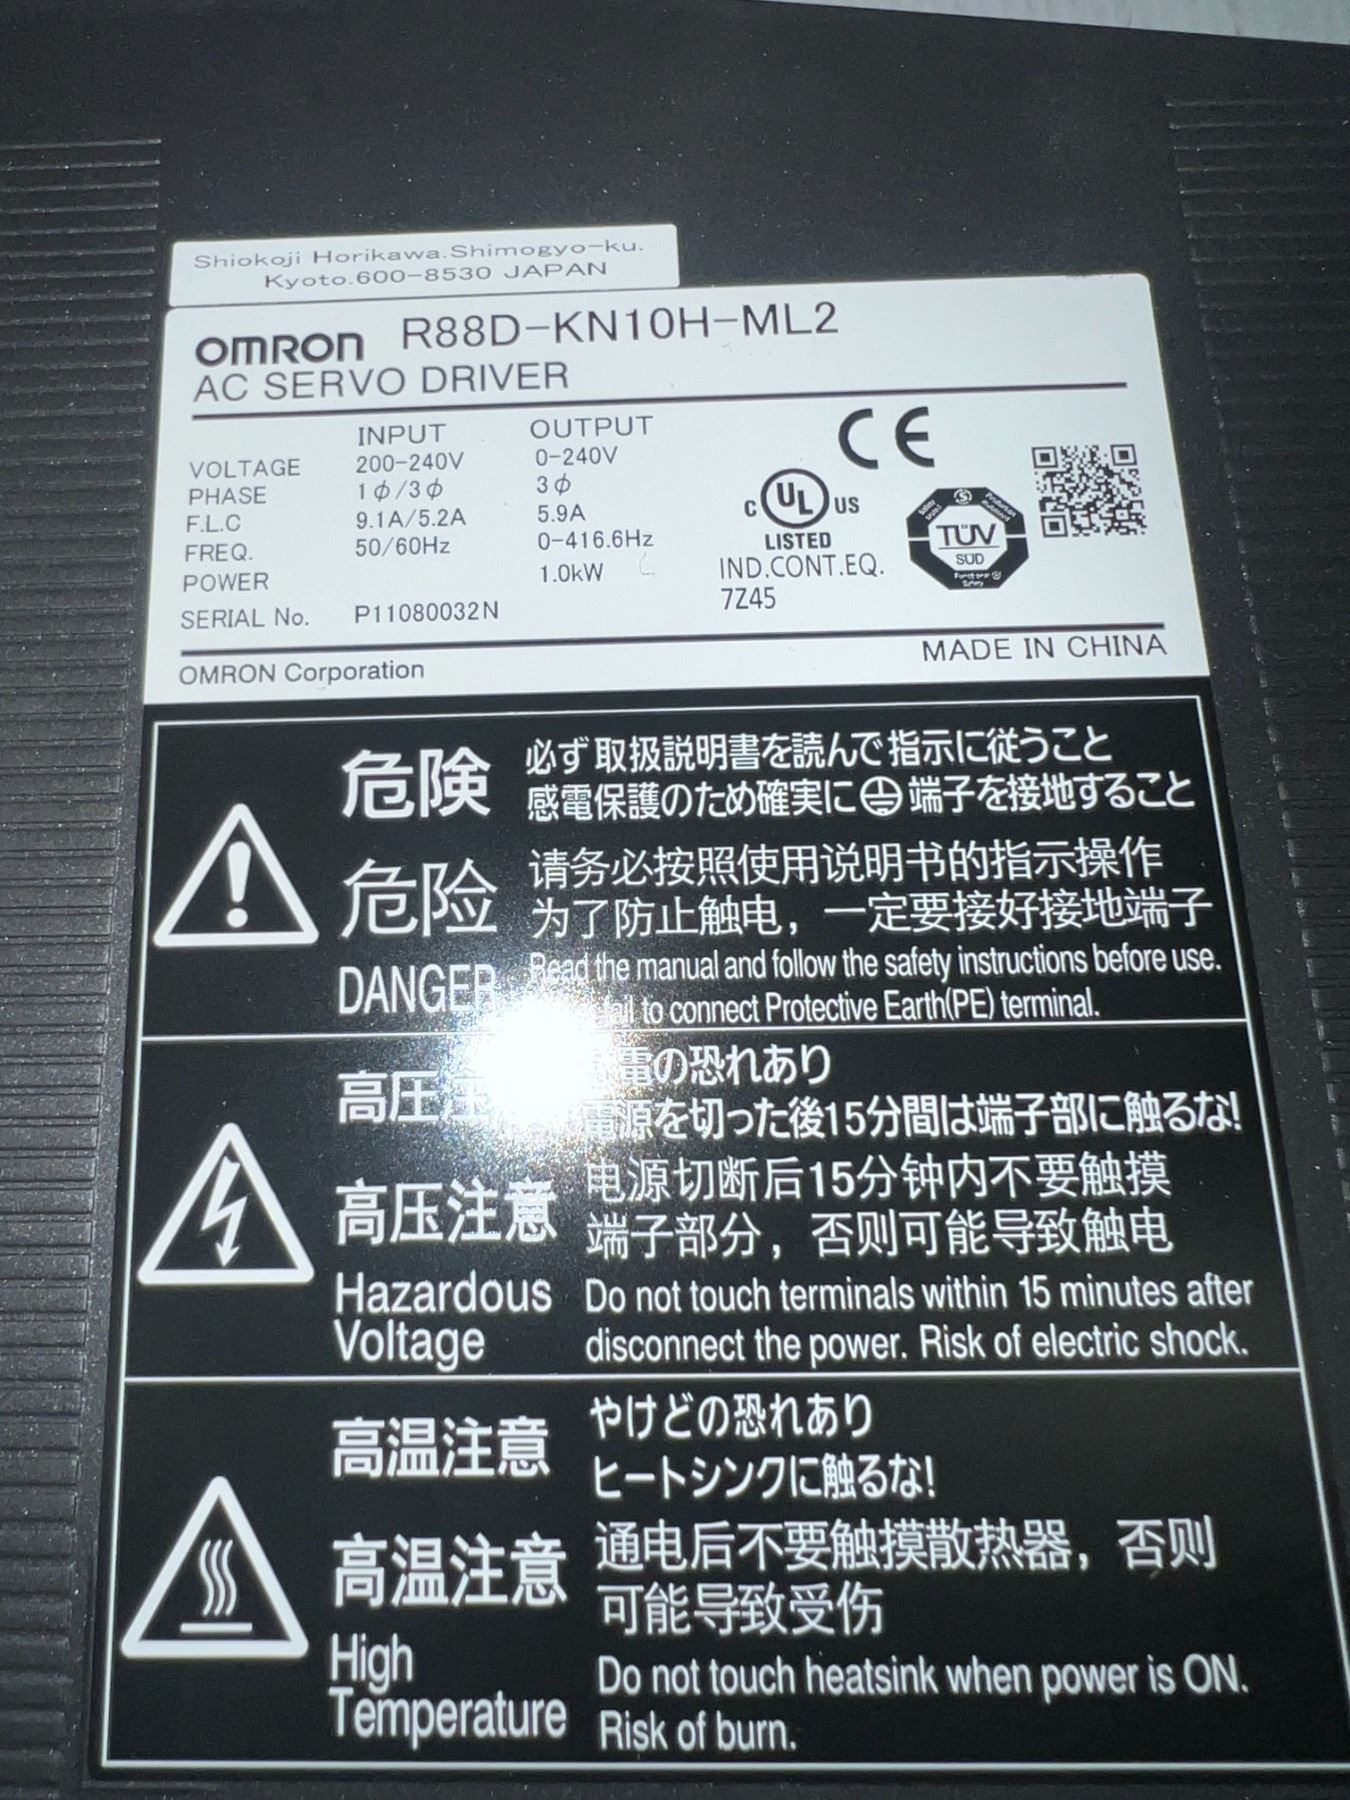 Shiokoji Horikawa.Shimogyo-ku.
Kyoto.600-8530 JAPAN
OMRON R88D-KN10H-ML2
AC SERVO DRIVER
INPUT OUTPUT
VOLTAGE 200-240V 0-240V
PHASE 1ϕ/3ϕ 3ϕ
F.L.C 9.1A/5.2A 5.9A
FREQ. 50/60Hz 0-416.6Hz
POWER 1.0kW
SERIAL No. P11080032N
CE
C UL US
LISTED
IND.CONT.EQ.
7Z45
TÜV
SÜD
OMRON Corporation
MADE IN CHINA
危険
必ず取扱説明書を読んで指示に従うこと
感電保護のため確実に端子を接地すること
危险
请务必按照使用说明书的指示操作
为了防止触电，一定要接好接地端子
DANGER
Read the manual and follow the safety instructions before use.
to connect Protective Earth(PE) terminal.
高圧
電の恐れあり
電源を切った後15分間は端子部に触るな!
高压注意
电源切断后15分钟内不要触摸
端子部分，否则可能导致触电
Hazardous
Voltage
Do not touch terminals within 15 minutes after
disconnect the power. Risk of electric shock.
高温注意
やけどの恐れあり
ヒートシンクに触るな!
高温注意
通电后不要触摸散热器，否则
可能导致受伤
High
Temperature
Do not touch heatsink when power is ON.
Risk of burn.